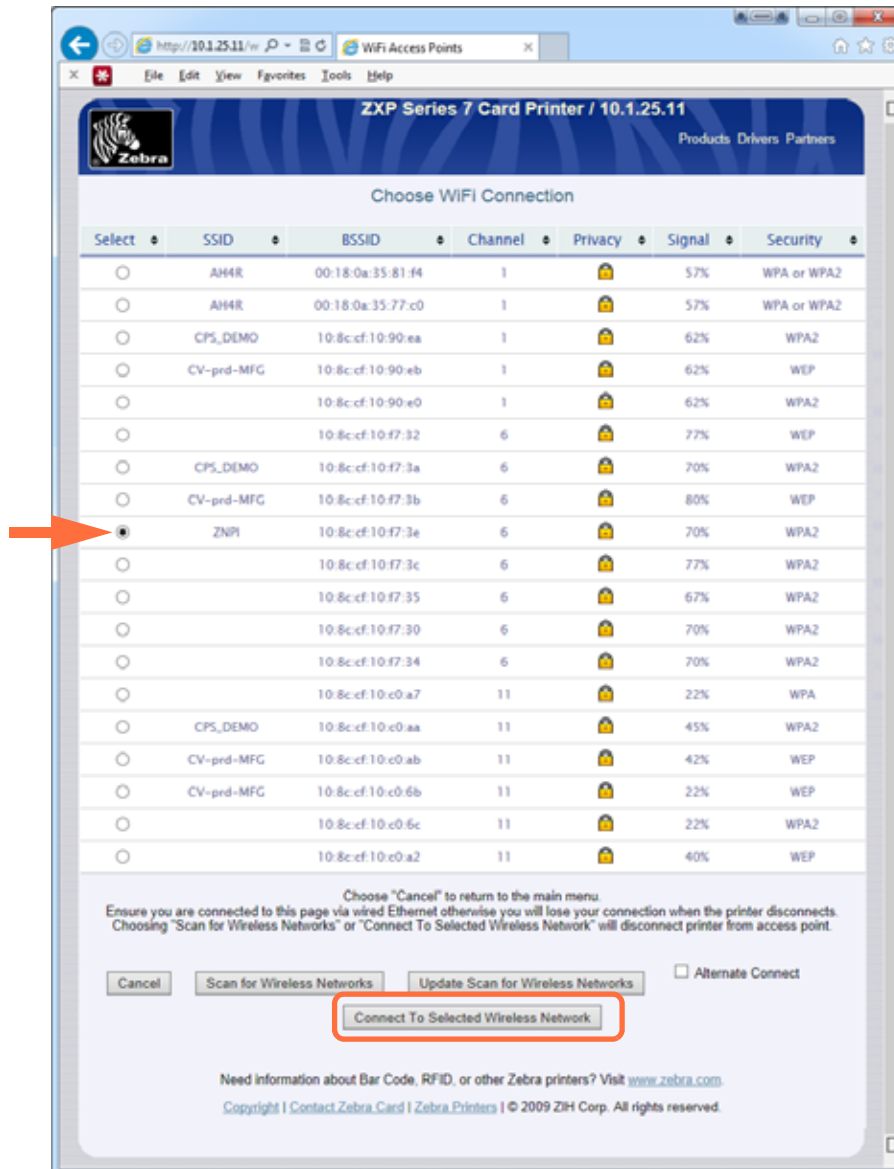 http://10.1.25.11/w
WiFi Access Points
File Edit View Favorites Tools Help
ZXP Series 7 Card Printer / 10.1.25.11
Zebra
Products Drivers Partners
Choose WiFi Connection
Select SSID BSSID Channel Privacy Signal Security
AH4R 00:18:0a:35:81:f4 1 57% WPA or WPA2
AH4R 00:18:0a:35:77:c0 1 57% WPA or WPA2
CPS_DEMO 10:8c:cf:10:90:ea 1 62% WPA2
CV-prd-MFG 10:8c:cf:10:90:eb 1 62% WEP
10:8c:cf:10:90:e0 1 62% WPA2
10:8c:cf:10:f7:32 6 77% WEP
CPS_DEMO 10:8c:cf:10:f7:3a 6 70% WPA2
CV-prd-MFG 10:8c:cf:10:f7:3b 6 80% WEP
ZNPI 10:8c:cf:10:f7:3e 6 70% WPA2
10:8c:cf:10:f7:3c 6 77% WPA2
10:8c:cf:10:f7:35 6 67% WPA2
10:8c:cf:10:f7:30 6 70% WPA2
10:8c:cf:10:f7:34 6 70% WPA2
10:8c:cf:10:c0:a7 11 22% WPA
CPS_DEMO 10:8c:cf:10:c0:aa 11 45% WPA2
CV-prd-MFG 10:8c:cf:10:c0:ab 11 42% WEP
CV-prd-MFG 10:8c:cf:10:c0:6b 11 22% WEP
10:8c:cf:10:c0:6c 11 22% WPA2
10:8c:cf:10:c0:a2 11 40% WEP
Choose "Cancel" to return to the main menu.
Ensure you are connected to this page via wired Ethernet otherwise you will lose your connection when the printer disconnects.
Choosing "Scan for Wireless Networks" or "Connect To Selected Wireless Network" will disconnect printer from access point.
Cancel Scan for Wireless Networks Update Scan for Wireless Networks Alternate Connect
Connect To Selected Wireless Network
Need information about Bar Code, RFID, or other Zebra printers? Visit www.zebra.com.
Copyright | Contact Zebra Card | Zebra Printers | © 2009 ZIH Corp. All rights reserved.